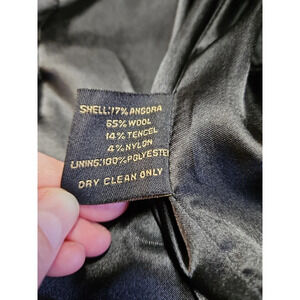 SHELL:17% ANGORA
65% WOOL
14% TENCEL
4% NYLON
LINING:100% POLYESTER
DRY CLEAN ONLY